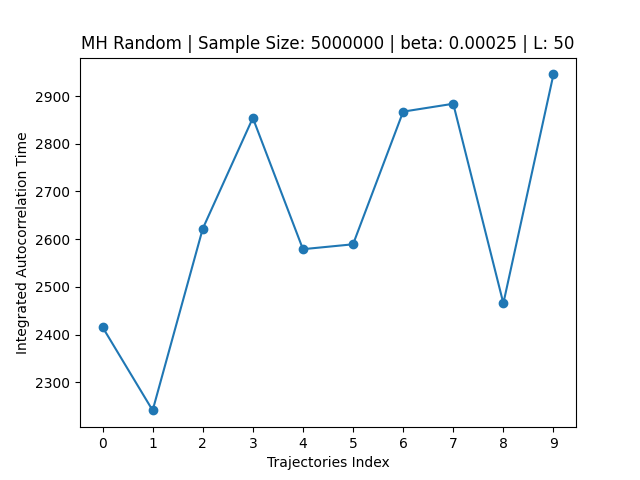 MH Random | Sample Size: 5000000 | beta: 0.00025 | L: 50
Integrated Autocorrelation Time
2900
2800
2700
2600
2500
2400
2300
0 1 2 3 4 5 6 7 8 9
Trajectories Index